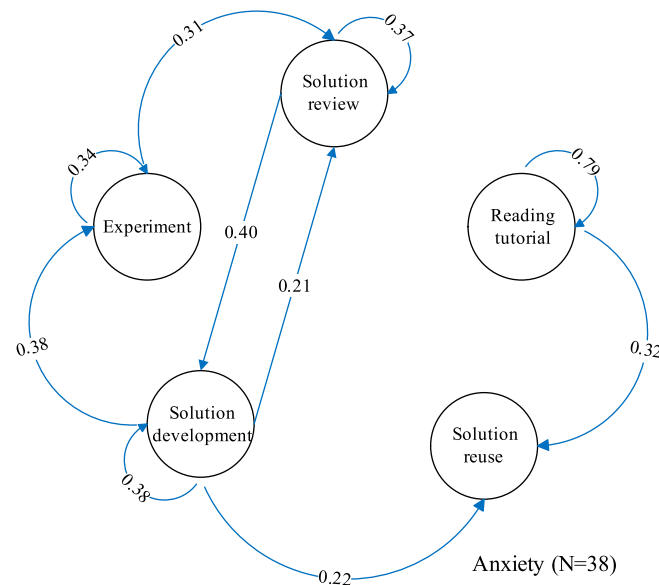 0.31
0.37
Solution
review
0.34
0.79
Experiment
Reading
tutorial
0.40
0.21
0.38
0.32
Solution
development
Solution
reuse
0.38
0.22
Anxiety (N=38)